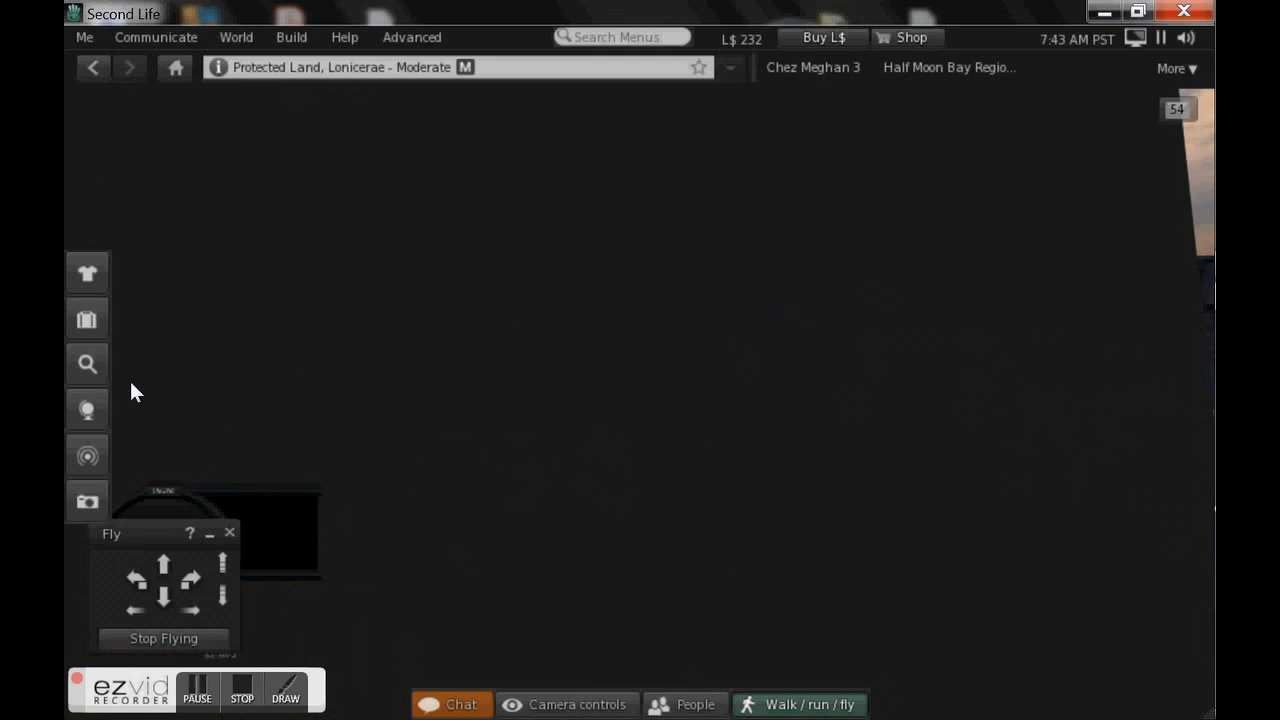 Second Life
Me Communicate World Build Help Advanced Search Menus L$ 232 Buy L$ Shop 7:43 AM PST
Protected Land, Lonicerae - Moderate M Chez Meghan 3 Half Moon Bay Regio... More
54
Fly ?
Stop Flying
ezvid
RECORDER
PAUSE STOP DRAW
Chat Camera controls People Walk / run / fly